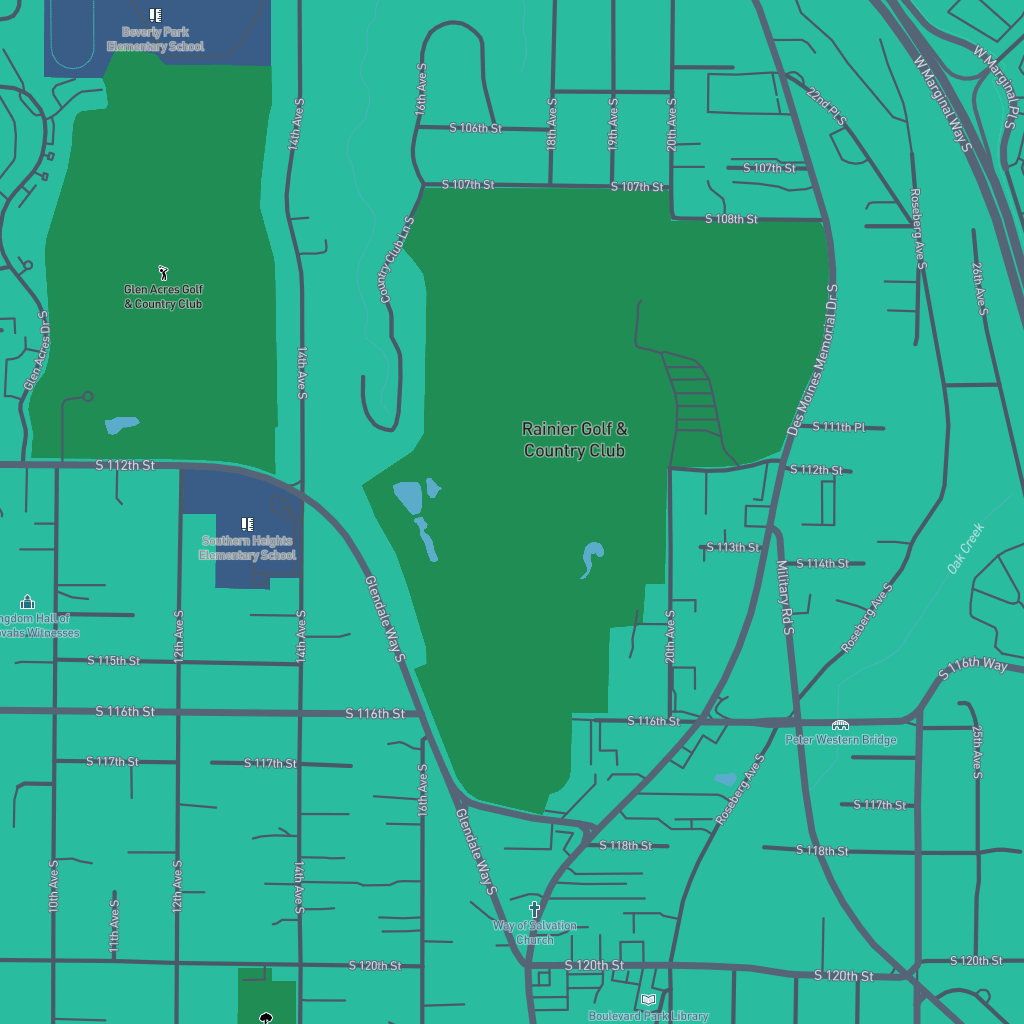 Beverly Park
Elementary School
W Marginal Pl S
W Marginal Way S
22nd Pl S
16th Ave S
14th Ave S
18th Ave S
19th Ave S
20th Ave S
S 106th St
S 107th St
S 107th St
S 107th St
S 108th St
Roseberg Ave S
26th Ave S
Country Club Ln S
Glen Acres Golf
& Country Club
Glen Acres Dr S
14th Ave S
Des Moines Memorial Dr S
Rainier Golf &
Country Club
S 111th Pl
S 112th St
S 112th St
Southern Heights
Elementary School
S 113th St
S 114th St
Oak Creek
Military Rd S
Roseberg Ave S
Glendale Way S
ngdom Hall of
ovahs Witnesses
12th Ave S
14th Ave S
20th Ave S
S 115th St
S 116th Way
S 116th St
S 116th St
S 116th St
Peter Western Bridge
25th Ave S
S 117th St
S 117th St
16th Ave S
Roseberg Ave S
S 117th St
Glendale Way S
S 118th St
S 118th St
10th Ave S
12th Ave S
14th Ave S
11th Ave S
Way of Salvation
Church
S 120th St
S 120th St
S 120th St
S 120th St
Boulevard Park Library